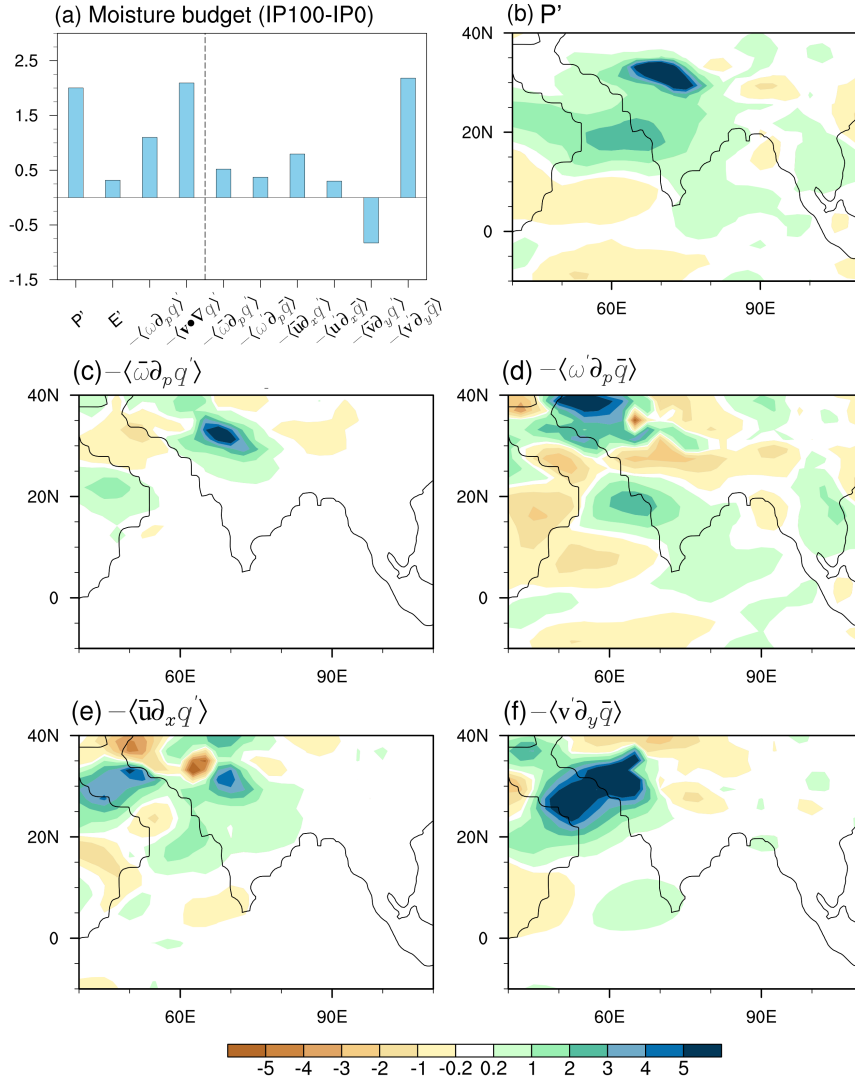 (a) Moisture budget (IP100-IP0)
2.5
1.5
0.5
-0.5
-1.5
P'
E'
−⟨ω∂ₚq⟩'
−⟨v•∇q⟩'
−⟨ω̄∂ₚq'⟩
−⟨ω'∂ₚq̄⟩
−⟨ū∂ₓq'⟩
−⟨u'∂ₓq̄⟩
−⟨v̄∂ᵧq'⟩
−⟨v'∂ᵧq̄⟩
(b) P'
40N
20N
0
60E 90E
(c) −⟨ω̄∂ₚq'⟩
40N
20N
0
60E 90E
(d) −⟨ω'∂ₚq̄⟩
40N
20N
0
60E 90E
(e) −⟨ū∂ₓq'⟩
40N
20N
0
60E 90E
(f) −⟨v'∂ᵧq̄⟩
40N
20N
0
60E 90E
-5 -4 -3 -2 -1 -0.2 0.2 1 2 3 4 5